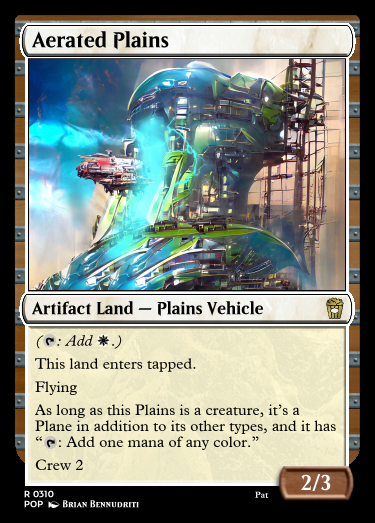 Aerated Plains
Artifact Land — Plains Vehicle
(T: Add W.)
This land enters tapped.
Flying
As long as this Plains is a creature, it's a
Plane in addition to its other types, and it has
“T: Add one mana of any color.”
Crew 2
2/3
R 0310
POP Brian Bennudriti
Pat